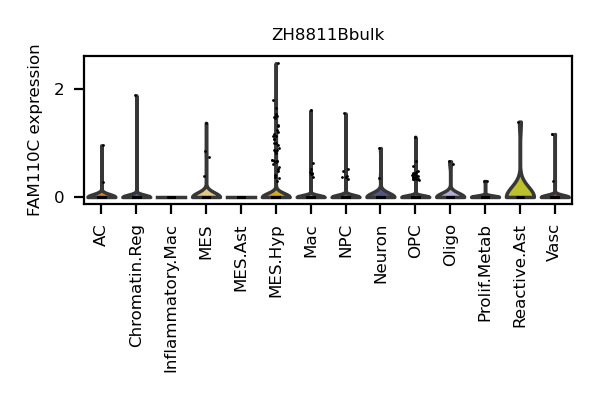 ZH8811Bbulk
FAM110C expression
2
0
AC
Chromatin.Reg
Inflammatory.Mac
MES
MES.Ast
MES.Hyp
Mac
NPC
Neuron
OPC
Oligo
Prolif.Metab
Reactive.Ast
Vasc